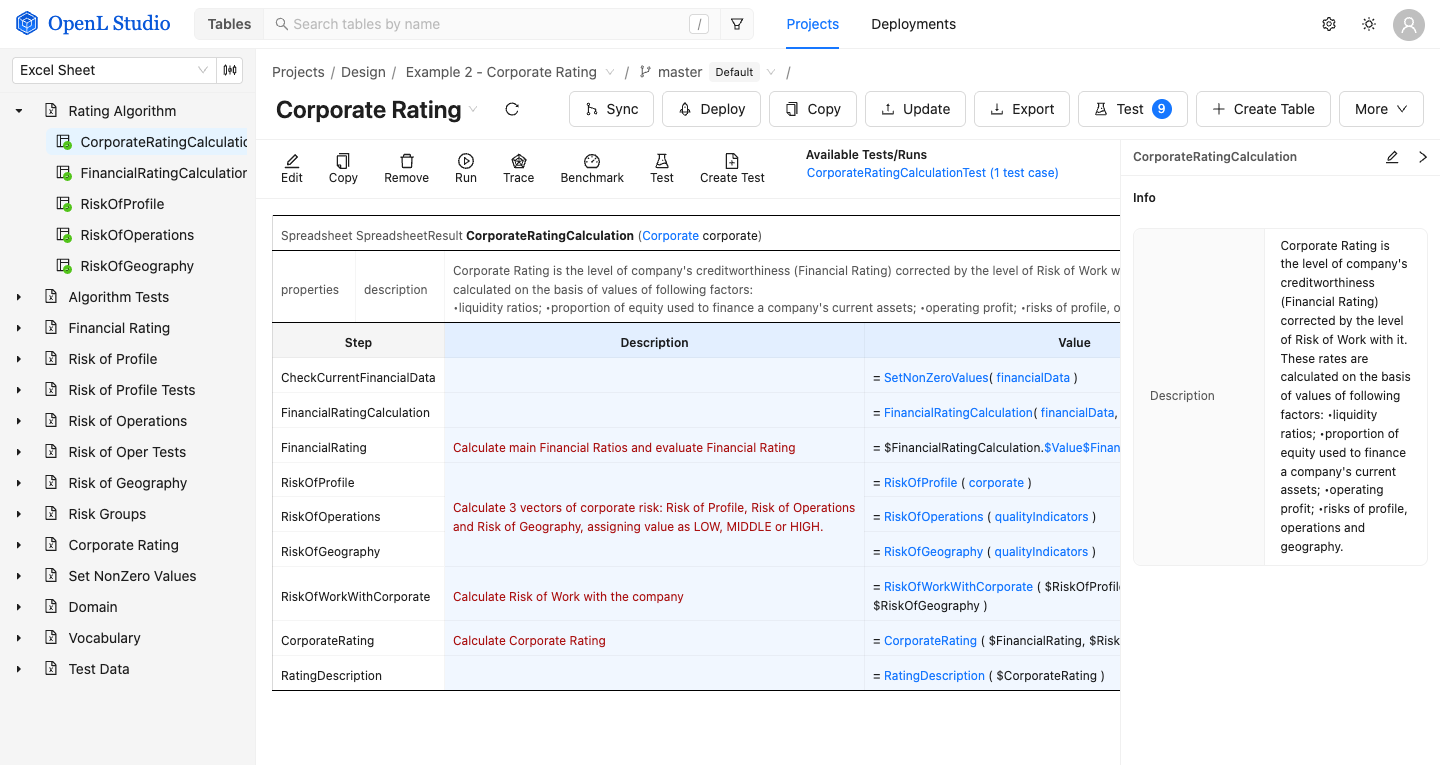 OpenL Studio
Tables
Search tables by name
/
Projects
Deployments
Excel Sheet
Rating Algorithm
CorporateRatingCalculatio
FinancialRatingCalculation
RiskOfProfile
RiskOfOperations
RiskOfGeography
Algorithm Tests
Financial Rating
Risk of Profile
Risk of Profile Tests
Risk of Operations
Risk of Oper Tests
Risk of Geography
Risk Groups
Corporate Rating
Set NonZero Values
Domain
Vocabulary
Test Data
Projects / Design / Example 2 - Corporate Rating / master Default /
Corporate Rating
Sync
Deploy
Copy
Update
Export
Test 9
Create Table
More
Edit
Copy
Remove
Run
Trace
Benchmark
Test
Create Test
Available Tests/Runs
CorporateRatingCalculationTest (1 test case)
Spreadsheet SpreadsheetResult CorporateRatingCalculation (Corporate corporate)
properties
description
Corporate Rating is the level of company's creditworthiness (Financial Rating) corrected by the level of Risk of Work w
calculated on the basis of values of following factors:
•liquidity ratios; •proportion of equity used to finance a company's current assets; •operating profit; •risks of profile, o
Step
Description
Value
CheckCurrentFinancialData
= SetNonZeroValues( financialData )
FinancialRatingCalculation
= FinancialRatingCalculation( financialData,
FinancialRating
Calculate main Financial Ratios and evaluate Financial Rating
= $FinancialRatingCalculation.$Value$Finan
RiskOfProfile
= RiskOfProfile ( corporate )
Calculate 3 vectors of corporate risk: Risk of Profile, Risk of Operations
and Risk of Geography, assigning value as LOW, MIDDLE or HIGH.
RiskOfOperations
= RiskOfOperations ( qualityIndicators )
RiskOfGeography
= RiskOfGeography ( qualityIndicators )
RiskOfWorkWithCorporate
Calculate Risk of Work with the company
= RiskOfWorkWithCorporate ( $RiskOfProfile
$RiskOfGeography )
CorporateRating
Calculate Corporate Rating
= CorporateRating ( $FinancialRating, $Risk
RatingDescription
= RatingDescription ( $CorporateRating )
CorporateRatingCalculation
Info
Description
Corporate Rating is
the level of company's
creditworthiness
(Financial Rating)
corrected by the level
of Risk of Work with it.
These rates are
calculated on the basis
of values of following
factors: •liquidity
ratios; •proportion of
equity used to finance
a company's current
assets; •operating
profit; •risks of profile,
operations and
geography.